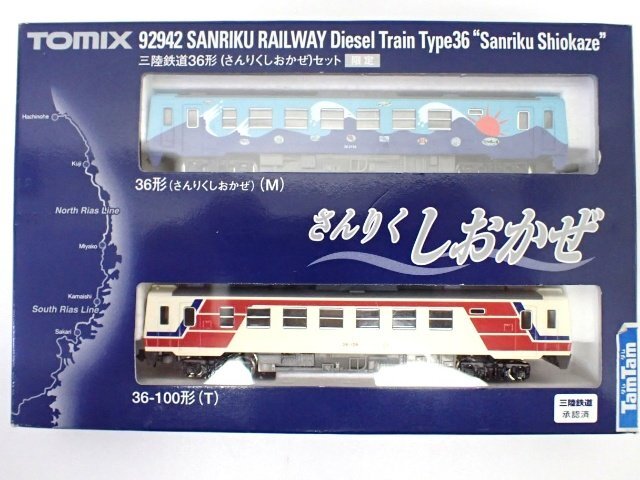 TOMIX 92942 SANRIKU RAILWAY Diesel Train Type36 “Sanriku Shiokaze”
三陸鉄道36形(さんりくしおかぜ)セット 限定
Hachinohe
Kuji
North Rias Line
Miyako
Kamaishi
South Rias Line
Sakari
36形(さんりくしおかぜ)(M)
さんりくしおかぜ
36-100形(T)
三陸鉄道
承認済
TamTam